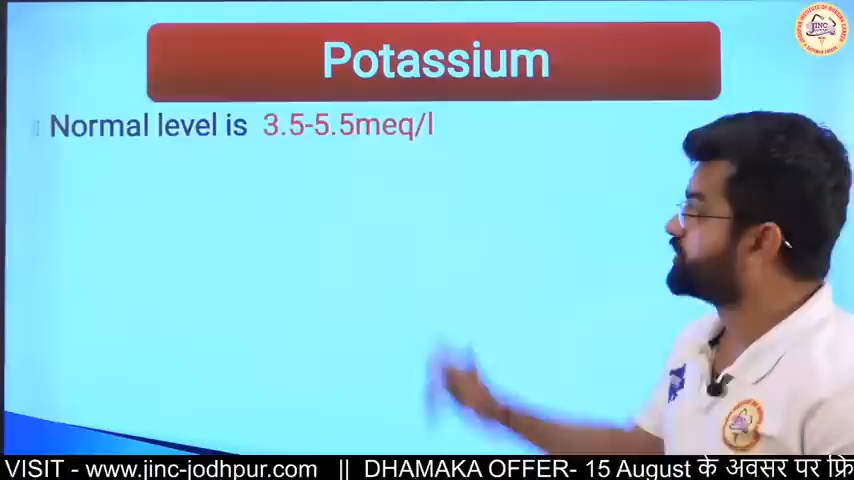 Potassium
Normal level is 3.5-5.5meq/l
JINC
VISIT - www.jinc-jodhpur.com || DHAMAKA OFFER- 15 August के अवसर पर फ्रि